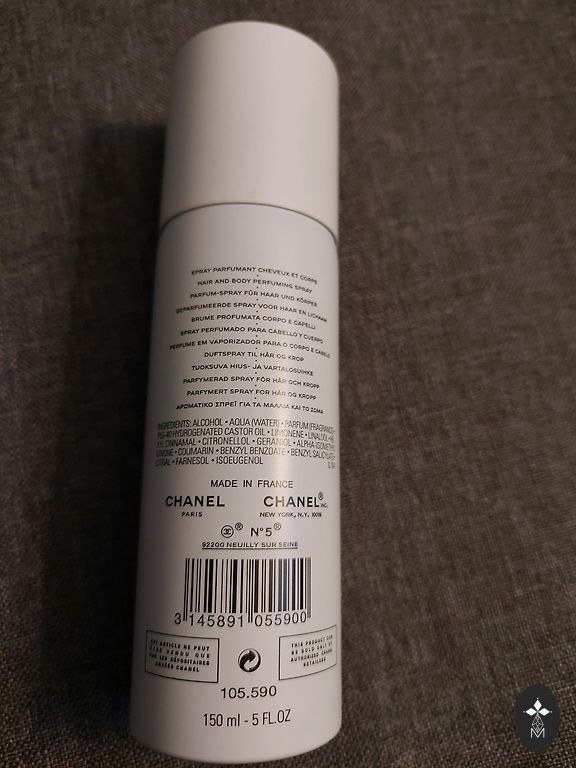 SPRAY PARFUMANT CHEVEUX ET CORPS
HAIR AND BODY PERFUMING SPRAY
PARFUM-SPRAY FÜR HAAR UND KÖRPER
GEPARFUMEERDE SPRAY VOOR HAAR EN LICHAAM
BRUME PROFUMATA CORPO E CAPELLI
SPRAY PERFUMADO PARA CABELLO Y CUERPO
PERFUME EM VAPORIZADOR PARA O CORPO E CABELO
DUFTSPRAY TIL HÅR OG KROP
TUOKSUVA HIUS- JA VARTALOSUIHKE
PARFYMERAD SPRAY FÖR HÅR OCH KROPP
PARFYMERT SPRAY FOR HÅR OG KROPP
ΑΡΩΜΑΤΙΚΟ ΣΠΡΕΪ ΓΙΑ ΤΑ ΜΑΛΛΙΑ ΚΑΙ ΤΟ ΣΩΜΑ
INGREDIENTS: ALCOHOL • AQUA (WATER) • PARFUM (FRAGRANCE) •
PEG-40 HYDROGENATED CASTOR OIL • LIMONENE • LINALOOL •
CINNAMAL • CITRONELLOL • GERANIOL • ALPHA-ISOMETHYL
IONONE • COUMARIN • BENZYL BENZOATE • BENZYL SALICYLATE •
CITRAL • FARNESOL • ISOEUGENOL
MADE IN FRANCE
CHANEL CHANEL® INC.
PARIS NEW YORK, N.Y. 10019
® N°5®
92200 NEUILLY SUR SEINE
3 145891 055900
CET ARTICLE NE PEUT
ÊTRE VENDU QUE
PAR LES DÉPOSITAIRES
AGRÉÉS CHANEL
THIS PRODUCT CAN
BE SOLD ONLY BY
AUTHORIZED CHANEL
RETAILERS
105.590
150 ml - 5 FL.OZ